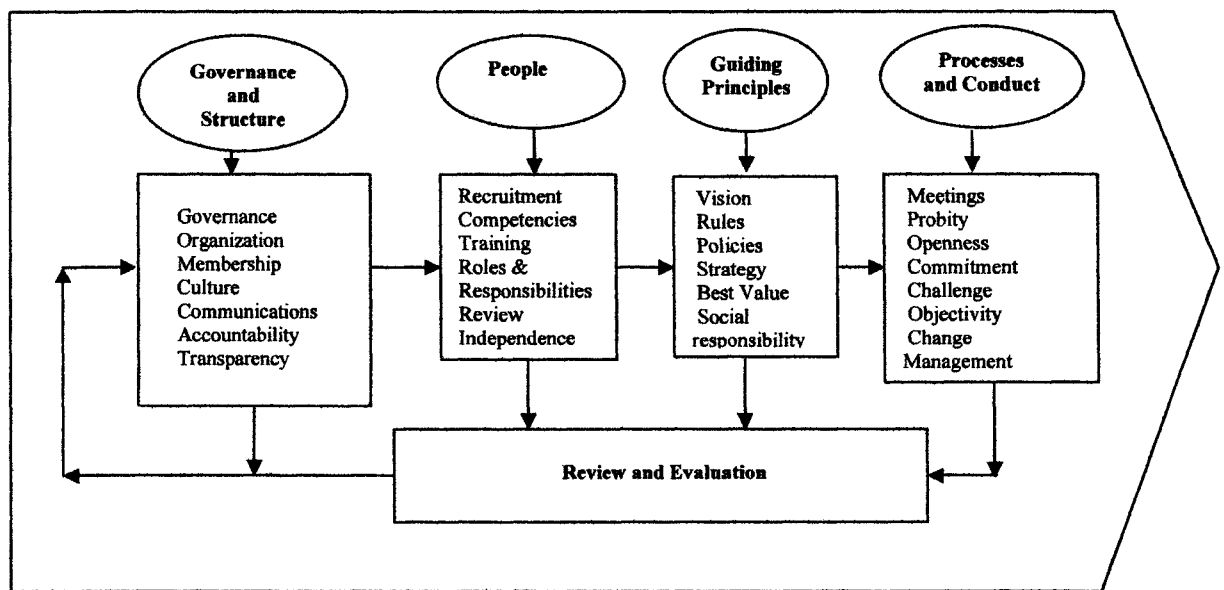 Governance
and
Structure
People
Guiding
Principles
Processes
and Conduct
Governance
Organization
Membership
Culture
Communications
Accountability
Transparency
Recruitment
Competencies
Training
Roles &
Responsibilities
Review
Independence
Vision
Rules
Policies
Strategy
Best Value
Social
responsibility
Meetings
Probity
Openness
Commitment
Challenge
Objectivity
Change
Management
Review and Evaluation